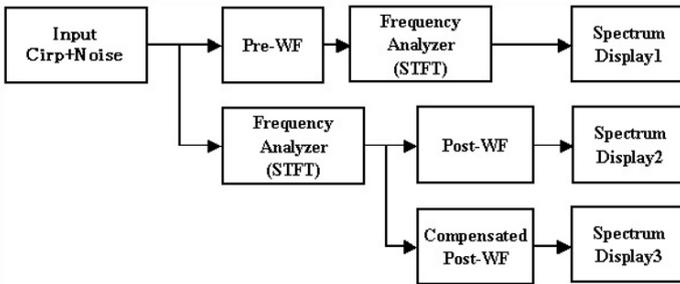 Input
Cirp+Noise
Pre-WF
Frequency
Analyzer
(STFT)
Spectrum
Display1
Frequency
Analyzer
(STFT)
Post-WF
Spectrum
Display2
Compensated
Post-WF
Spectrum
Display3